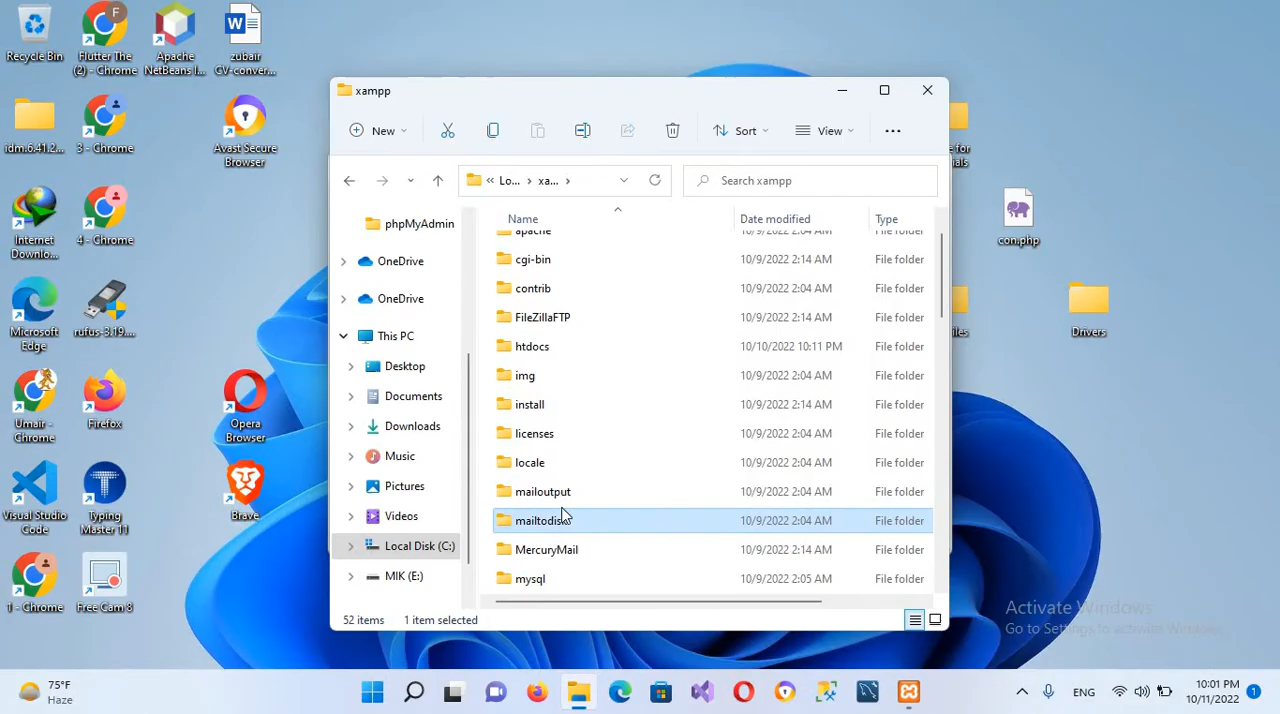 Recycle Bin
Flutter The
(2) - Chrome
Apache
NetBeans I...
zubair
CV-conver...
idm.6.41.2...
3 - Chrome
Avast Secure
Browser
Internet
Downlo...
4 - Chrome
Microsoft
Edge
rufus-3.19....
Umair -
Chrome
Firefox
Opera
Browser
Visual Studio
Code
Typing
Master 11
Brave
1 - Chrome
Free Cam 8
xampp
New
Sort
View
Lo... xa...
Search xampp
phpMyAdmin
OneDrive
OneDrive
This PC
Desktop
Documents
Downloads
Music
Pictures
Videos
Local Disk (C:)
MIK (E:)
Name Date modified Type
apache 10/9/2022 2:04 AM File folder
cgi-bin 10/9/2022 2:14 AM File folder
contrib 10/9/2022 2:04 AM File folder
FileZillaFTP 10/9/2022 2:14 AM File folder
htdocs 10/10/2022 10:11 PM File folder
img 10/9/2022 2:04 AM File folder
install 10/9/2022 2:14 AM File folder
licenses 10/9/2022 2:04 AM File folder
locale 10/9/2022 2:04 AM File folder
mailoutput 10/9/2022 2:04 AM File folder
mailtodisk 10/9/2022 2:04 AM File folder
MercuryMail 10/9/2022 2:14 AM File folder
mysql 10/9/2022 2:05 AM File folder
52 items 1 item selected
con.php
Drivers
Activate Windows
Go to Settings to activate Windows.
75°F
Haze
ENG
10:01 PM
10/11/2022
1